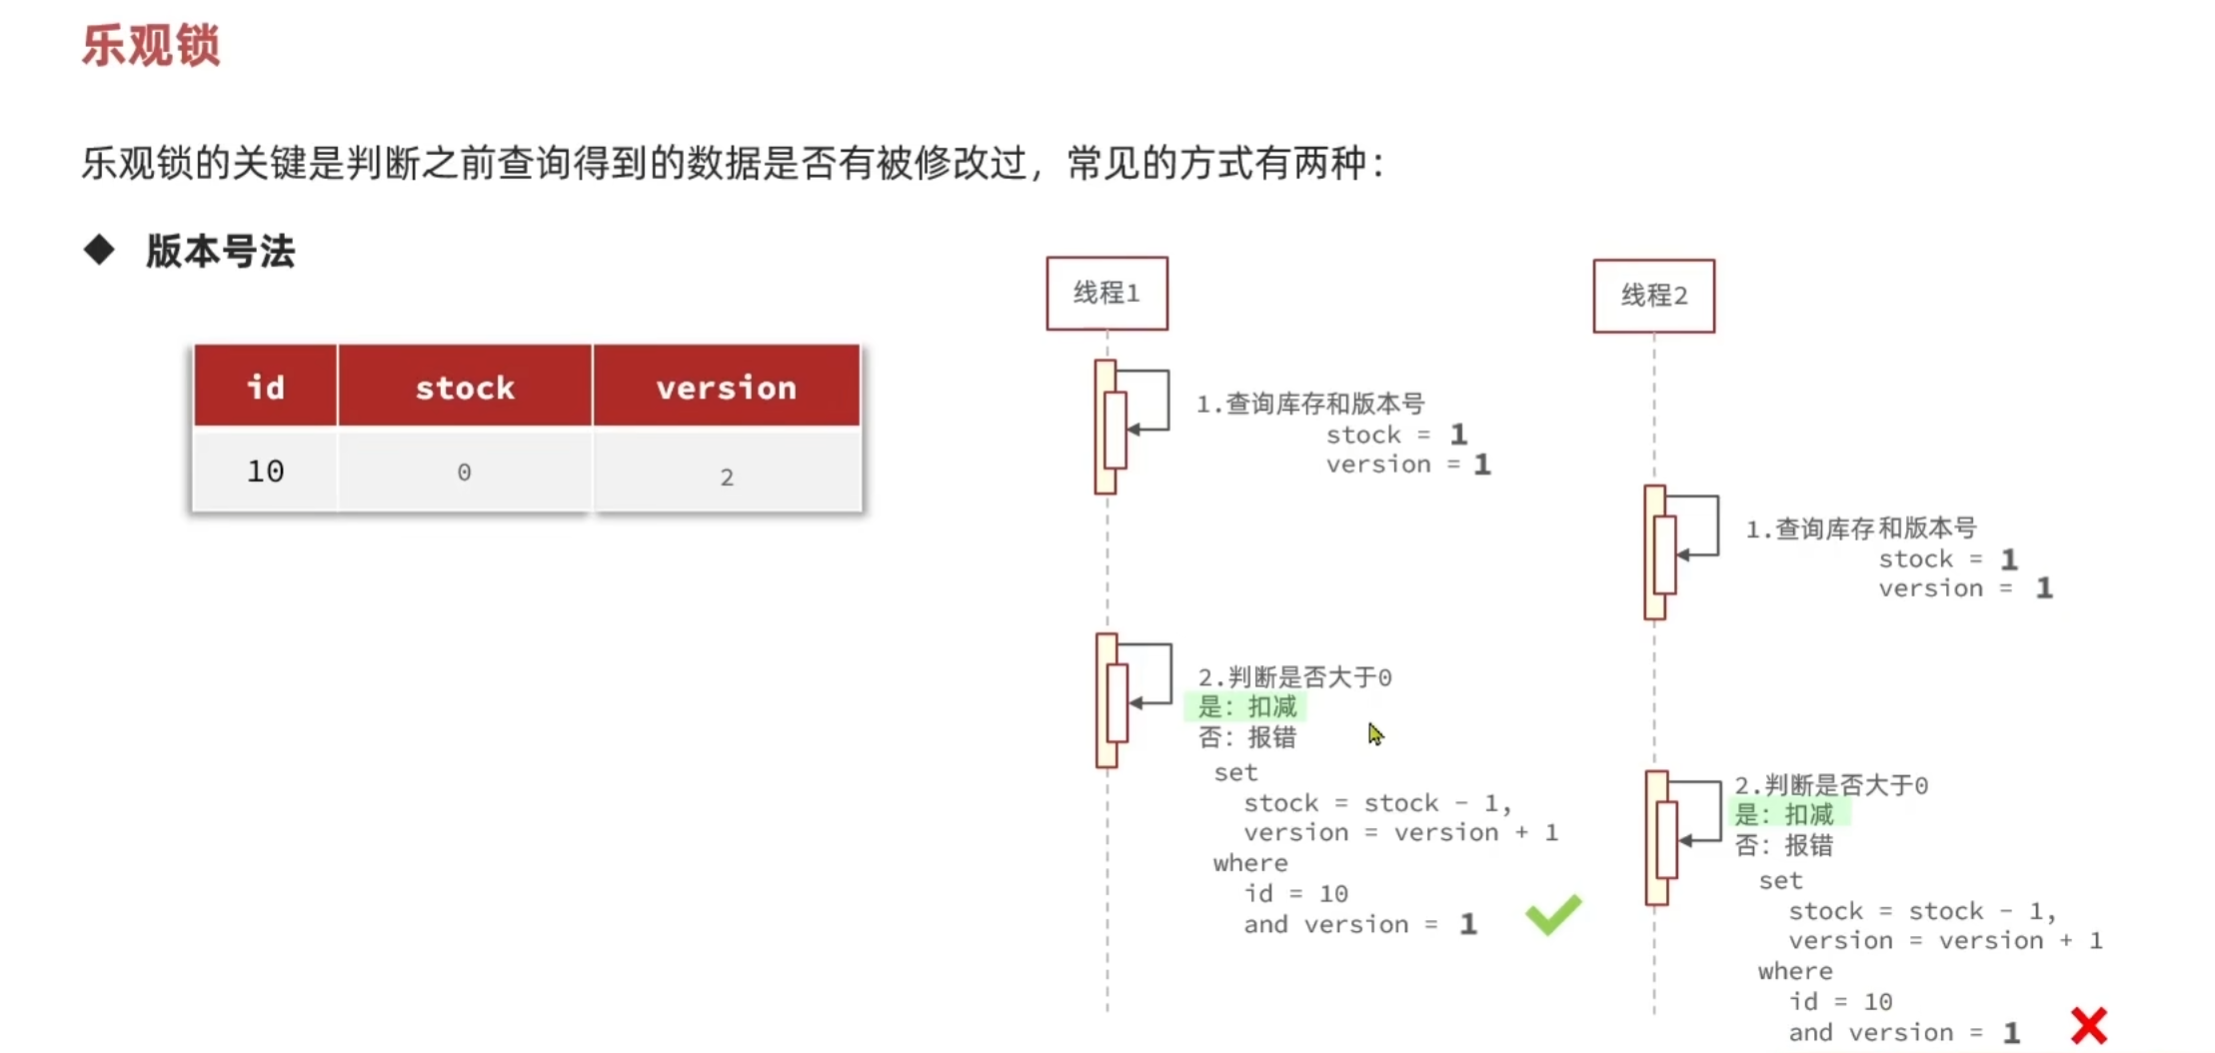 乐观锁
乐观锁的关键是判断之前查询得到的数据是否有被修改过，常见的方式有两种：
◆ 版本号法
id stock version
10 0 2
线程1
1.查询库存和版本号
stock = 1
version = 1
2.判断是否大于0
是：扣减
否：报错
set
stock = stock - 1,
version = version + 1
where
id = 10
and version = 1
线程2
1.查询库存和版本号
stock = 1
version = 1
2.判断是否大于0
是：扣减
否：报错
set
stock = stock - 1,
version = version + 1
where
id = 10
and version = 1